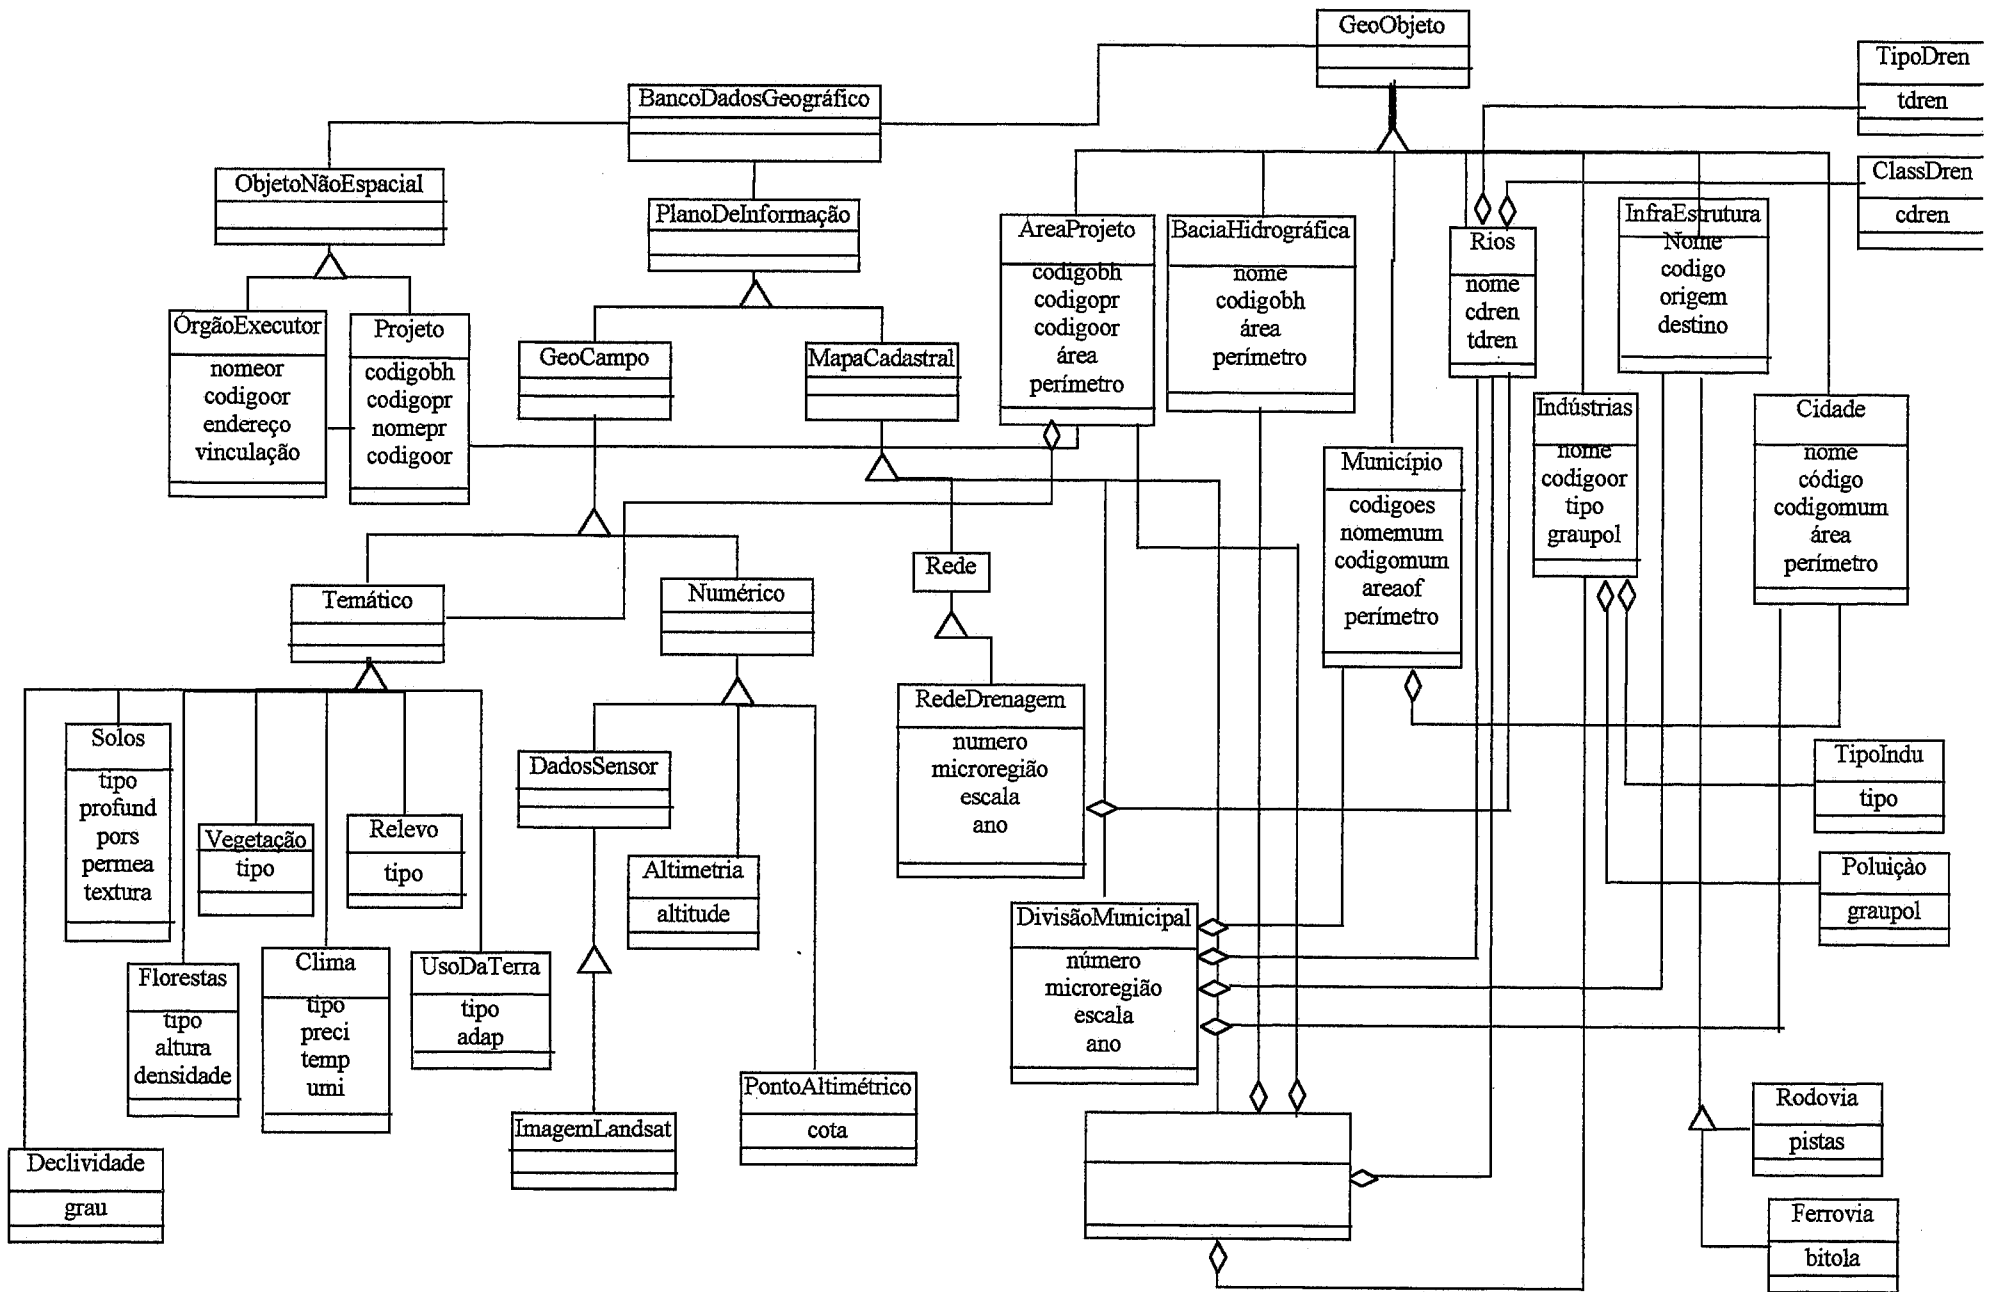 GeoObjeto
TipoDren
tdren
BancoDadosGeográfico
ClassDren
cdren
ObjetoNãoEspacial
PlanoDeInformação
ÁreaProjeto
codigobh
codigopr
codigoor
área
perímetro
BaciaHidrográfica
nome
codigobh
área
perímetro
Rios
nome
cdren
tdren
InfraEstrutura
Nome
codigo
origem
destino
ÓrgãoExecutor
nomeor
codigoor
endereço
vinculação
Projeto
codigobh
codigopr
nomepr
codigoor
GeoCampo
MapaCadastral
Município
codigoes
nomemum
codigomum
areaof
perímetro
Indústrias
nome
codigoor
tipo
graupol
Cidade
nome
código
codigomum
área
perímetro
Rede
Temático
Numérico
RedeDrenagem
numero
microregião
escala
ano
Solos
tipo
profund
pors
permea
textura
Vegetação
tipo
Relevo
tipo
DadosSensor
Altimetria
altitude
TipoIndu
tipo
Poluiçào
graupol
DivisãoMunicipal
número
microregião
escala
ano
Florestas
tipo
altura
densidade
Clima
tipo
preci
temp
umi
UsoDaTerra
tipo
adap
PontoAltimétrico
cota
ImagemLandsat
Declividade
grau
Rodovia
pistas
Ferrovia
bitola